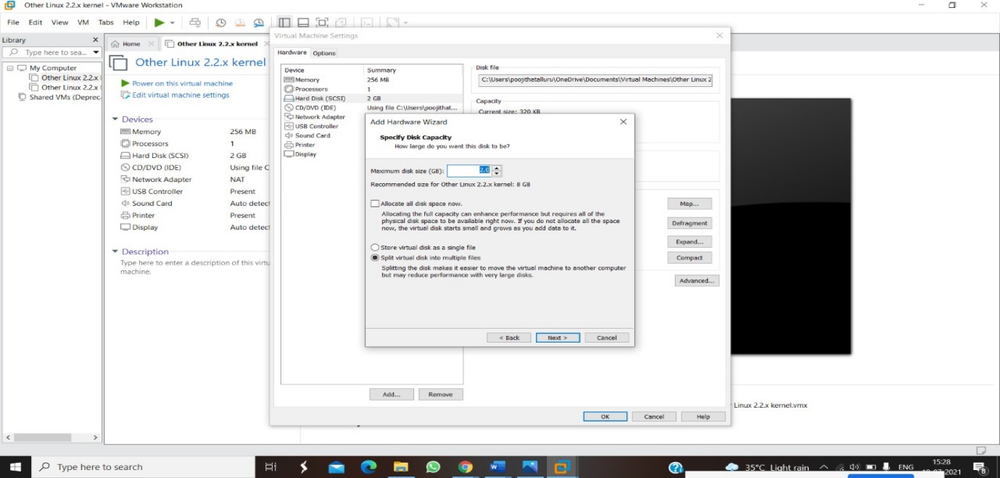 Other Linux 2.2.x kernel - VMware Workstation
File Edit View VM Tabs Help
Library
Type here to sea...
My Computer
Other Linux 2.2.x
Other Linux 2.2.x
Shared VMs (Deprec
Home
Other Linux 2.2.x kernel
Other Linux 2.2.x kernel
Power on this virtual machine
Edit virtual machine settings
Devices
Memory 256 MB
Processors 1
Hard Disk (SCSI) 2 GB
CD/DVD (IDE) Using file C
Network Adapter NAT
USB Controller Present
Sound Card Auto detect
Printer Present
Display Auto detect
Description
Type here to enter a description of this virtu
machine.
Virtual Machine Settings
Hardware Options
Device Summary
Memory 256 MB
Processors 1
Hard Disk (SCSI) 2 GB
CD/DVD (IDE) Using file C:\Users\poojithat...
Network Adapter
USB Controller
Sound Card
Printer
Display
Add... Remove
Disk file
C:\Users\poojithatalluru\OneDrive\Documents\Virtual Machines\Other Linux 2
Capacity
Current size: 320 KB
Map...
Defragment
Expand...
Compact
Advanced...
OK Cancel Help
Add Hardware Wizard
Specify Disk Capacity
How large do you want this disk to be?
Maximum disk size (GB): 2.0
Recommended size for Other Linux 2.2.x kernel: 8 GB
Allocate all disk space now.
Allocating the full capacity can enhance performance but requires all of the
physical disk space to be available right now. If you do not allocate all the space
now, the virtual disk starts small and grows as you add data to it.
Store virtual disk as a single file
Split virtual disk into multiple files
Splitting the disk makes it easier to move the virtual machine to another computer
but may reduce performance with very large disks.
< Back Next > Cancel
Linux 2.2.x kernel.vmx
Type here to search
35°C Light rain
ENG
15:28
8